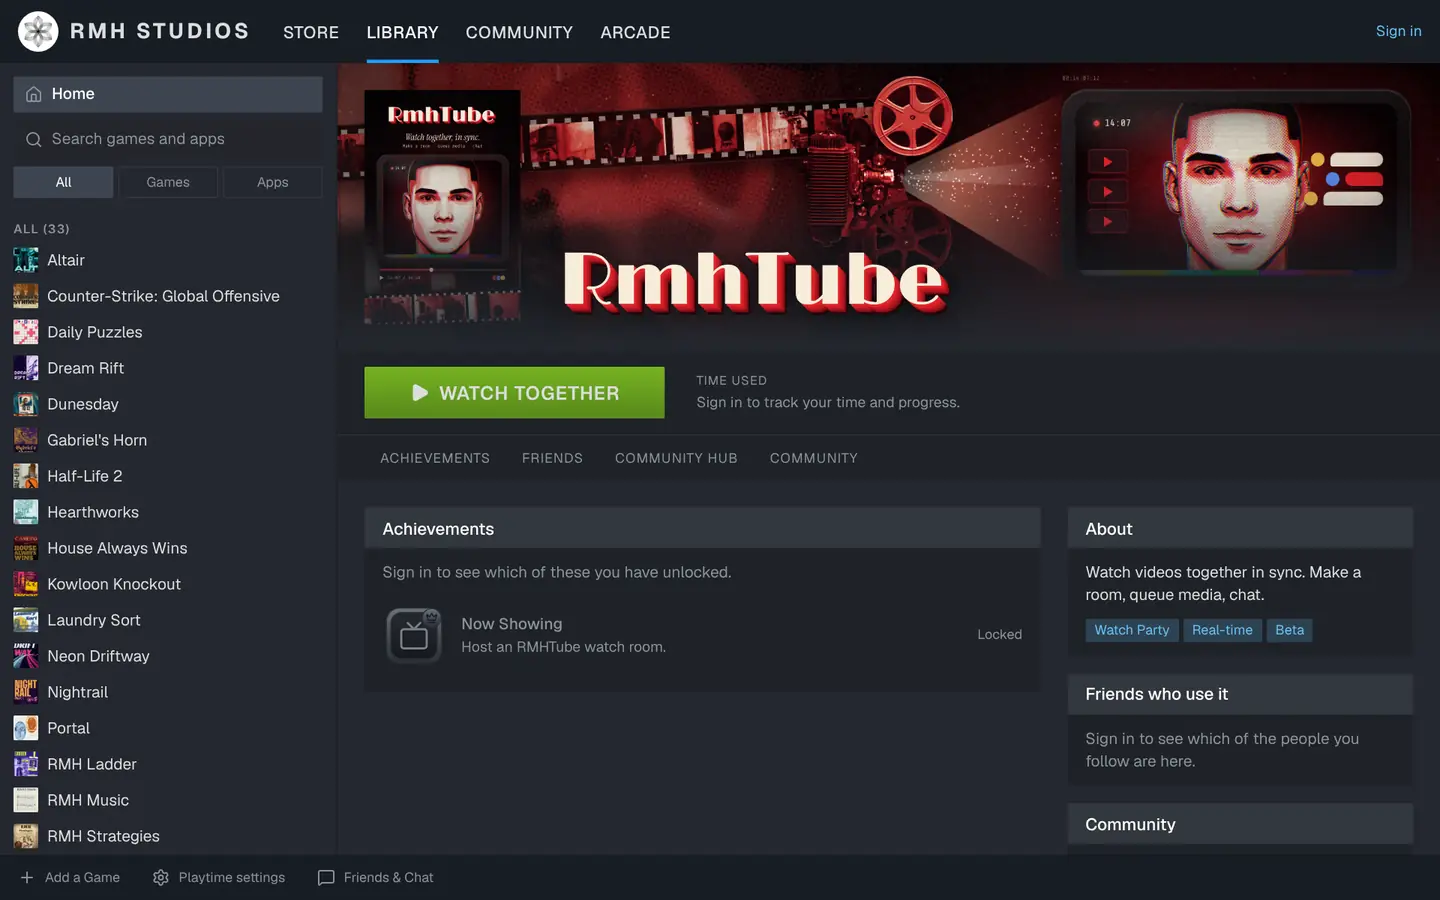 RMH STUDIOS
STORE
LIBRARY
COMMUNITY
ARCADE
Sign in
Home
Search games and apps
All
Games
Apps
ALL (33)
Altair
Counter-Strike: Global Offensive
Daily Puzzles
Dream Rift
Dunesday
Gabriel's Horn
Half-Life 2
Hearthworks
House Always Wins
Kowloon Knockout
Laundry Sort
Neon Driftway
Nightrail
Portal
RMH Ladder
RMH Music
RMH Strategies
RmhTube
Watch together, in sync.
14:07
RmhTube
WATCH TOGETHER
TIME USED
Sign in to track your time and progress.
ACHIEVEMENTS
FRIENDS
COMMUNITY HUB
COMMUNITY
Achievements
Sign in to see which of these you have unlocked.
Now Showing
Host an RMHTube watch room.
Locked
About
Watch videos together in sync. Make a
room, queue media, chat.
Watch Party
Real-time
Beta
Friends who use it
Sign in to see which of the people you
follow are here.
Community
Add a Game
Playtime settings
Friends & Chat